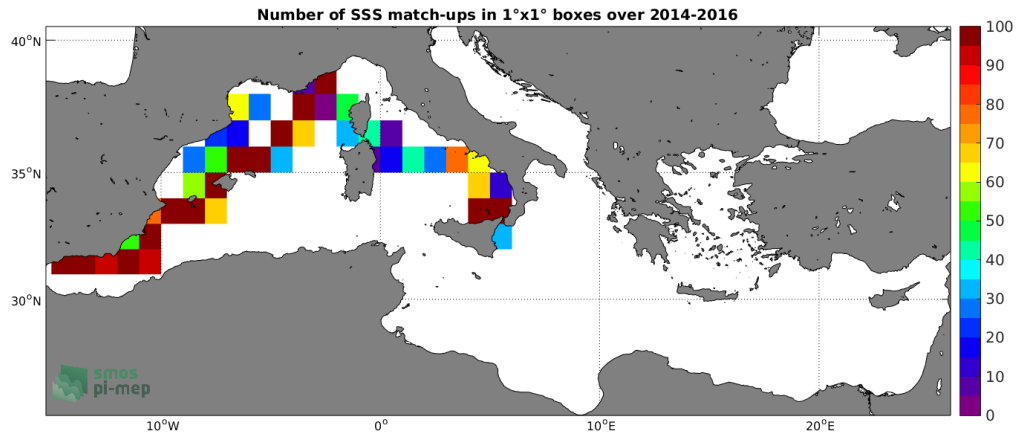 Number of SSS match-ups in 1°x1° boxes over 2014-2016
40°N
35°N
30°N
10°W
0°
10°E
20°E
100
90
80
70
60
50
40
30
20
10
0
smos
pi-mep